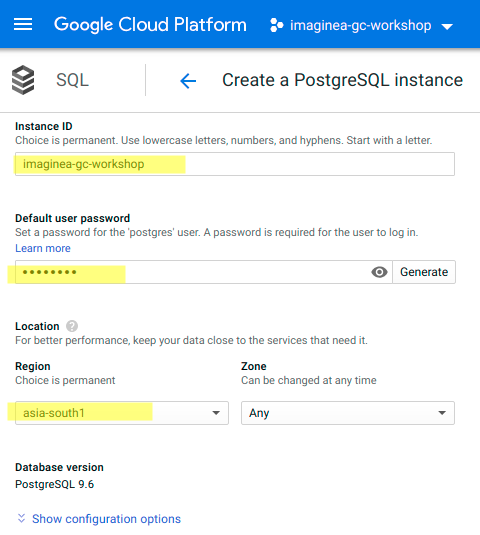 Google Cloud Platform
imaginea-gc-workshop
SQL
Create a PostgreSQL instance
Instance ID
Choice is permanent. Use lowercase letters, numbers, and hyphens. Start with a letter.
imaginea-gc-workshop
Default user password
Set a password for the 'postgres' user. A password is required for the user to log in.
Learn more
••••••••
Generate
Location ?
For better performance, keep your data close to the services that need it.
Region
Choice is permanent
asia-south1
Zone
Can be changed at any time
Any
Database version
PostgreSQL 9.6
Show configuration options